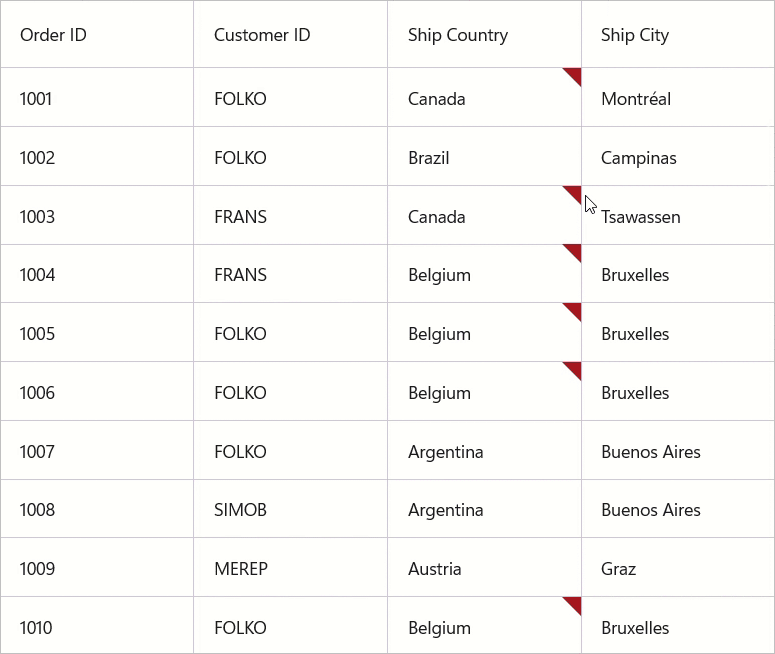 Order ID Customer ID Ship Country Ship City
1001 FOLKO Canada Montréal
1002 FOLKO Brazil Campinas
1003 FRANS Canada Tsawassen
1004 FRANS Belgium Bruxelles
1005 FOLKO Belgium Bruxelles
1006 FOLKO Belgium Bruxelles
1007 FOLKO Argentina Buenos Aires
1008 SIMOB Argentina Buenos Aires
1009 MEREP Austria Graz
1010 FOLKO Belgium Bruxelles